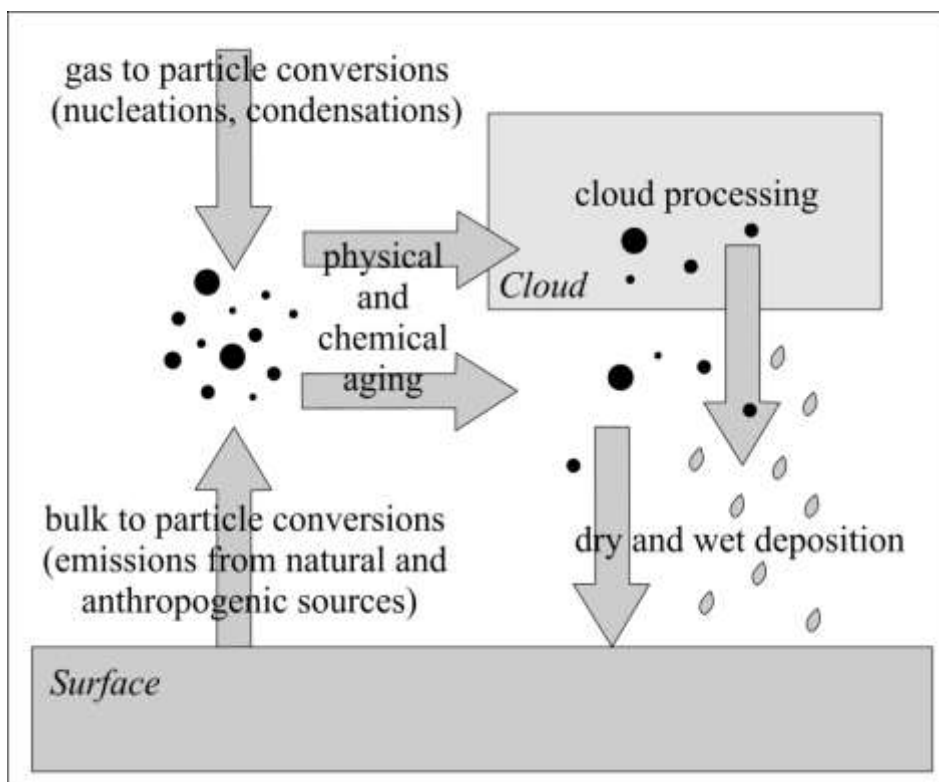 gas to particle conversions
(nucleations, condensations)
cloud processing
Cloud
physical
and
chemical
aging
bulk to particle conversions
(emissions from natural and
anthropogenic sources)
dry and wet deposition
Surface